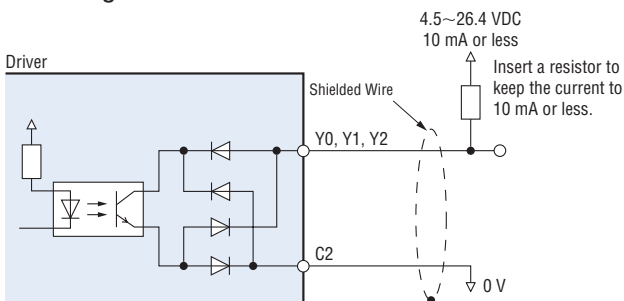 4.5~26.4 VDC
10 mA or less
Driver
Insert a resistor to
keep the current to
10 mA or less.
Shielded Wire
Y0, Y1, Y2
C2
0 V